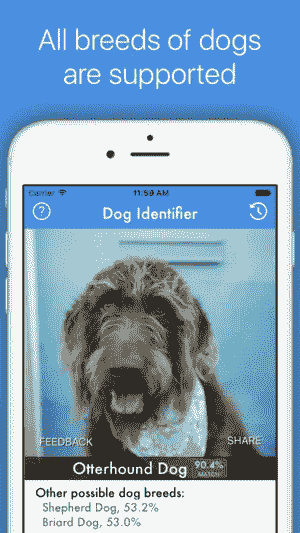 All breeds of dogs
are supported
Carrier 11:59 AM
Dog Identifier
FEEDBACK SHARE
Otterhound Dog 90.4%
MATCH
Other possible dog breeds:
Shepherd Dog, 53.2%
Briard Dog, 53.0%